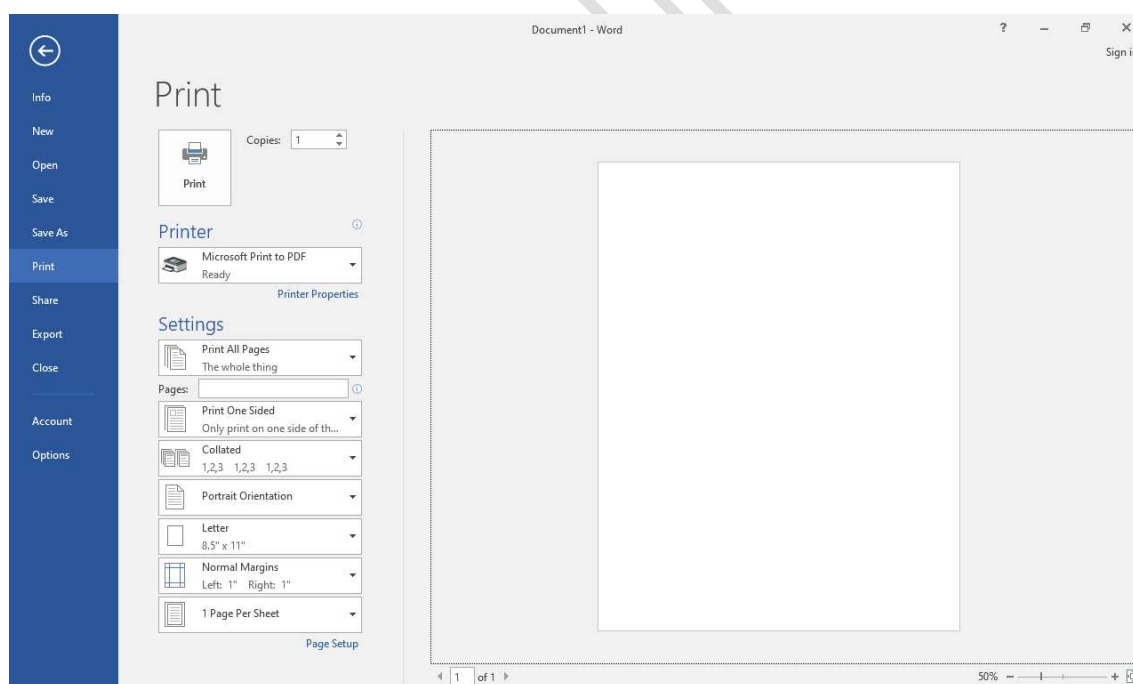 Document1 - Word
?
Sign i
Info
New
Open
Save
Save As
Print
Share
Export
Close
Account
Options
Print
Copies: 1
Print
Printer
Microsoft Print to PDF
Ready
Printer Properties
Settings
Print All Pages
The whole thing
Pages:
Print One Sided
Only print on one side of th...
Collated
1,2,3 1,2,3 1,2,3
Portrait Orientation
Letter
8.5" x 11"
Normal Margins
Left: 1" Right: 1"
1 Page Per Sheet
Page Setup
1 of 1
50%